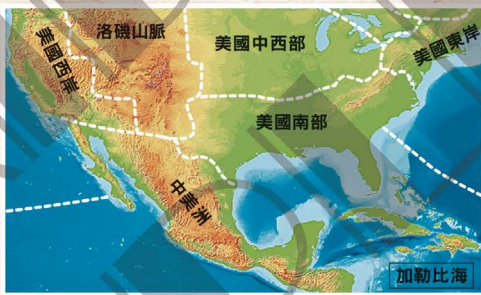 洛磯山脈
美國中西部
美國東岸
美國西岸
美國南部
中美洲
加勒比海